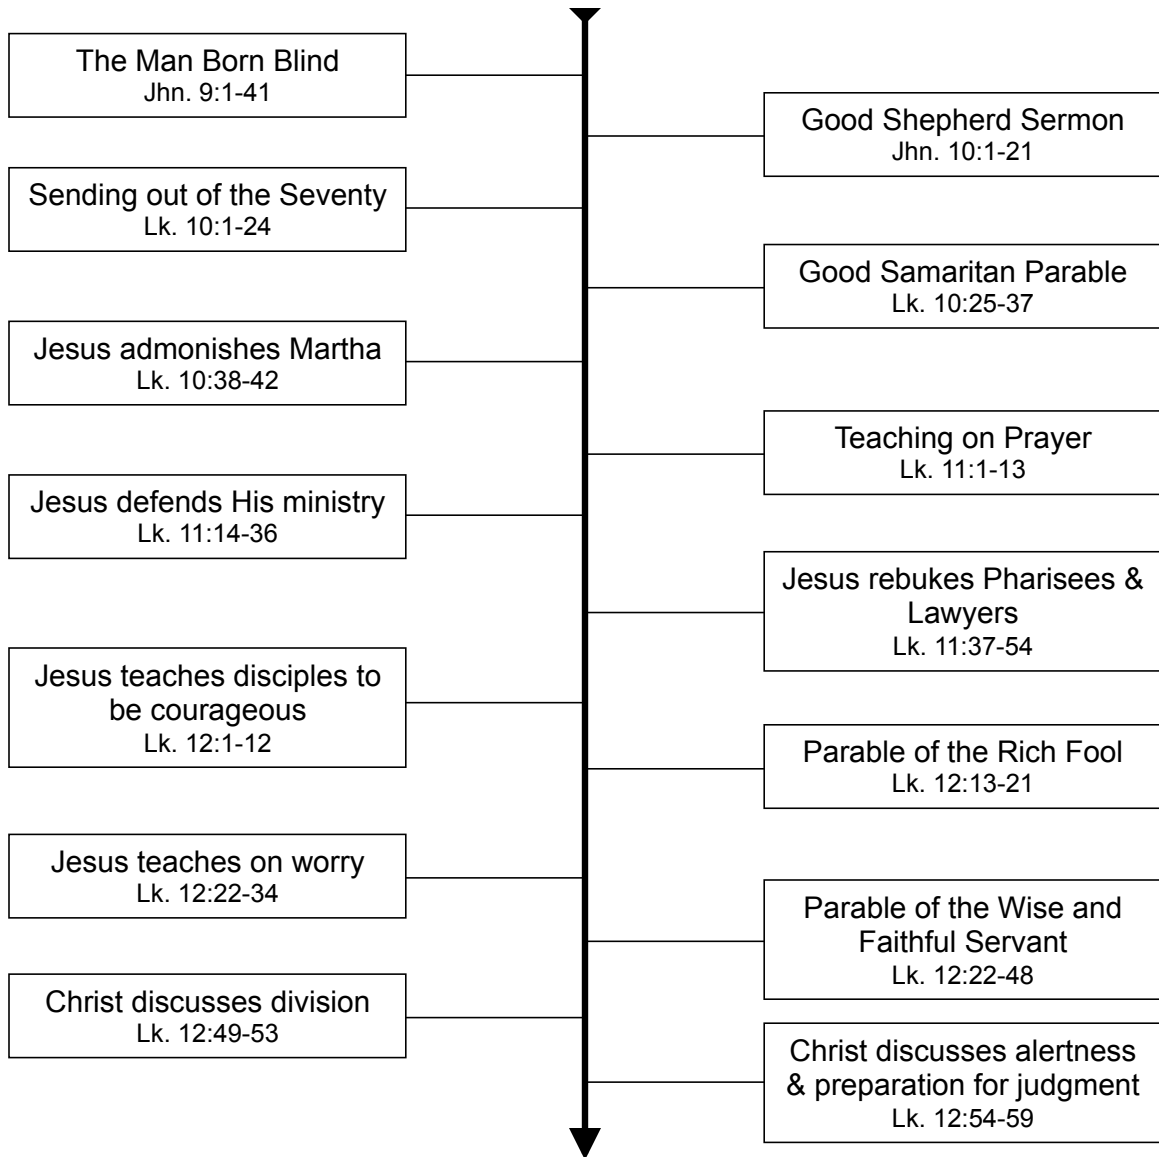 The Man Born Blind
Jhn. 9:1-41
Good Shepherd Sermon
Jhn. 10:1-21
Sending out of the Seventy
Lk. 10:1-24
Good Samaritan Parable
Lk. 10:25-37
Jesus admonishes Martha
Lk. 10:38-42
Teaching on Prayer
Lk. 11:1-13
Jesus defends His ministry
Lk. 11:14-36
Jesus rebukes Pharisees &
Lawyers
Lk. 11:37-54
Jesus teaches disciples to
be courageous
Lk. 12:1-12
Parable of the Rich Fool
Lk. 12:13-21
Jesus teaches on worry
Lk. 12:22-34
Parable of the Wise and
Faithful Servant
Lk. 12:22-48
Christ discusses division
Lk. 12:49-53
Christ discusses alertness
& preparation for judgment
Lk. 12:54-59